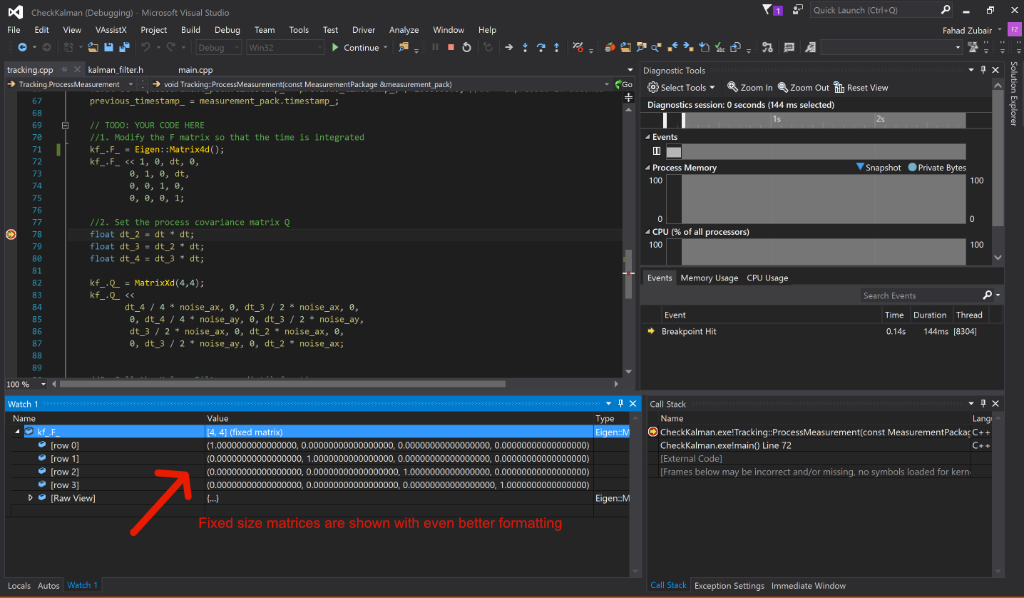 CheckKalman (Debugging) - Microsoft Visual Studio
1
Quick Launch (Ctrl+Q)
File Edit View VAssistX Project Build Debug Team Tools Test Driver Analyze Window Help
Fahad Zubair
FZ
Debug Win32 Continue
tracking.cpp kalman_filter.h main.cpp
Tracking.ProcessMeasurement void Tracking::ProcessMeasurement(const MeasurementPackage &measurement_pack) Go
67 previous_timestamp_ = measurement_pack.timestamp_;
68
69 // TODO: YOUR CODE HERE
70 //1. Modify the F matrix so that the time is integrated
71 kf_.F_ = Eigen::Matrix4d();
72 kf_.F_ << 1, 0, dt, 0,
73 0, 1, 0, dt,
74 0, 0, 1, 0,
75 0, 0, 0, 1;
76
77 //2. Set the process covariance matrix Q
78 float dt_2 = dt * dt;
79 float dt_3 = dt_2 * dt;
80 float dt_4 = dt_3 * dt;
81
82 kf_.Q_ = MatrixXd(4,4);
83 kf_.Q_ <<
84 dt_4 / 4 * noise_ax, 0, dt_3 / 2 * noise_ax, 0,
85 0, dt_4 / 4 * noise_ay, 0, dt_3 / 2 * noise_ay,
86 dt_3 / 2 * noise_ax, 0, dt_2 * noise_ax, 0,
87 0, dt_3 / 2 * noise_ay, 0, dt_2 * noise_ax;
88
89
100 %
Diagnostic Tools
Select Tools Zoom In Zoom Out Reset View
Diagnostics session: 0 seconds (144 ms selected)
1s 2s
Events
Process Memory Snapshot Private Bytes
100 100
0 0
CPU (% of all processors)
100 100
Events Memory Usage CPU Usage
Search Events
Event Time Duration Thread
Breakpoint Hit 0.14s 144ms [8304]
Solution Explorer
Watch 1
Name Value Type
kf_.F_ [4, 4] (fixed matrix) Eigen::M
[row 0] (1.0000000000000000, 0.0000000000000000, 0.0000000000000000, 0.0000000000000000)
[row 1] (0.0000000000000000, 1.0000000000000000, 0.0000000000000000, 0.0000000000000000)
[row 2] (0.0000000000000000, 0.0000000000000000, 1.0000000000000000, 0.0000000000000000)
[row 3] (0.0000000000000000, 0.0000000000000000, 0.0000000000000000, 1.0000000000000000)
[Raw View] {...} Eigen::M
Fixed size matrices are shown with even better formatting
Locals Autos Watch 1
Call Stack
Name Lang
CheckKalman.exe!Tracking::ProcessMeasurement(const MeasurementPackag C++
CheckKalman.exe!main() Line 72 C++
[External Code]
[Frames below may be incorrect and/or missing, no symbols loaded for kern
Call Stack Exception Settings Immediate Window